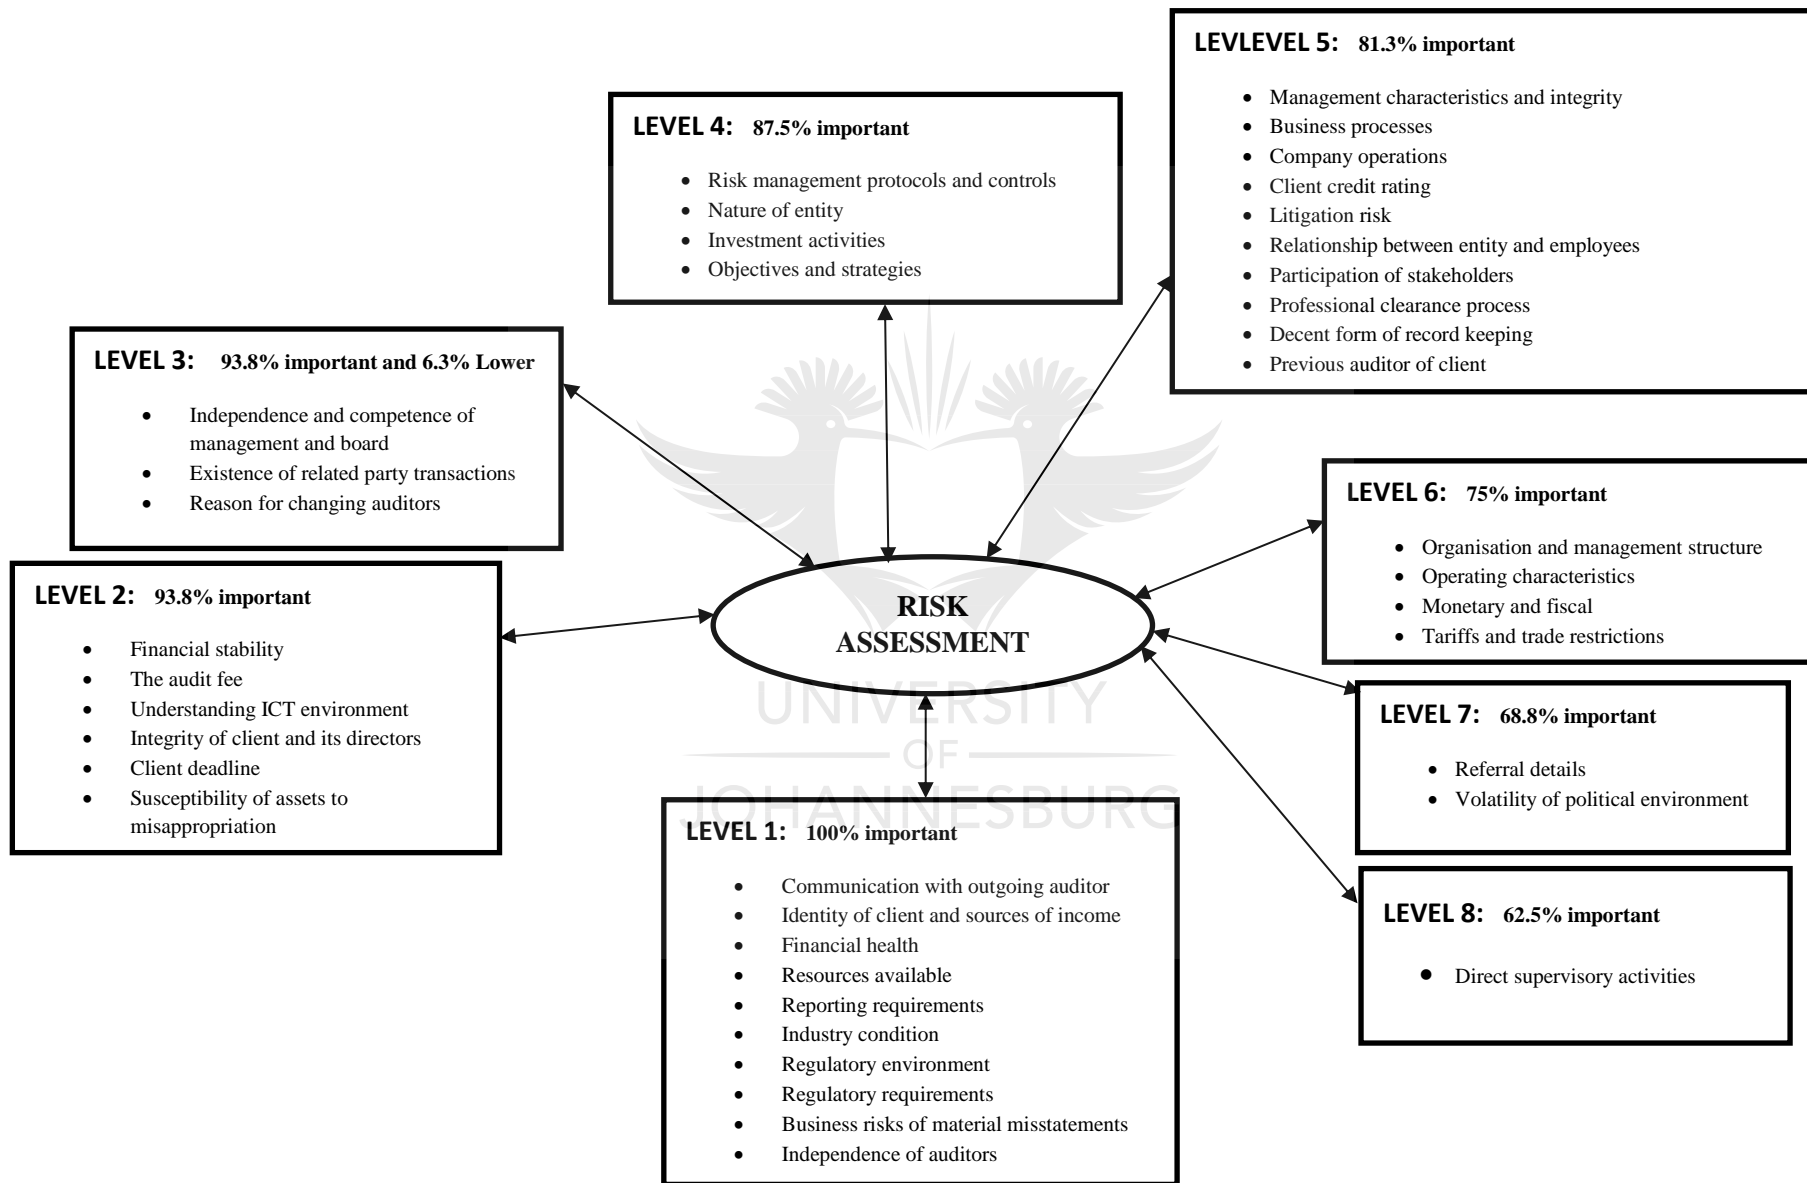 LEVLEVEL 5: 81.3% important
• Management characteristics and integrity
• Business processes
• Company operations
• Client credit rating
• Litigation risk
• Relationship between entity and employees
• Participation of stakeholders
• Professional clearance process
• Decent form of record keeping
• Previous auditor of client
LEVEL 4: 87.5% important
• Risk management protocols and controls
• Nature of entity
• Investment activities
• Objectives and strategies
LEVEL 3: 93.8% important and 6.3% Lower
• Independence and competence of
management and board
• Existence of related party transactions
• Reason for changing auditors
LEVEL 6: 75% important
• Organisation and management structure
• Operating characteristics
• Monetary and fiscal
• Tariffs and trade restrictions
LEVEL 2: 93.8% important
• Financial stability
• The audit fee
• Understanding ICT environment
• Integrity of client and its directors
• Client deadline
• Susceptibility of assets to
misappropriation
RISK
ASSESSMENT
UNIVERSITY
OF
JOHANNESBURG
LEVEL 7: 68.8% important
• Referral details
• Volatility of political environment
LEVEL 1: 100% important
• Communication with outgoing auditor
• Identity of client and sources of income
• Financial health
• Resources available
• Reporting requirements
• Industry condition
• Regulatory environment
• Regulatory requirements
• Business risks of material misstatements
• Independence of auditors
LEVEL 8: 62.5% important
• Direct supervisory activities